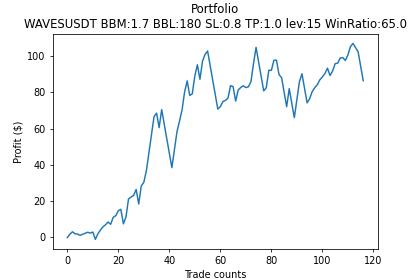 Portfolio
WAVESUSDT BBM:1.7 BBL:180 SL:0.8 TP:1.0 lev:15 WinRatio:65.0
Profit ($)
100
80
60
40
20
0
0 20 40 60 80 100 120
Trade counts